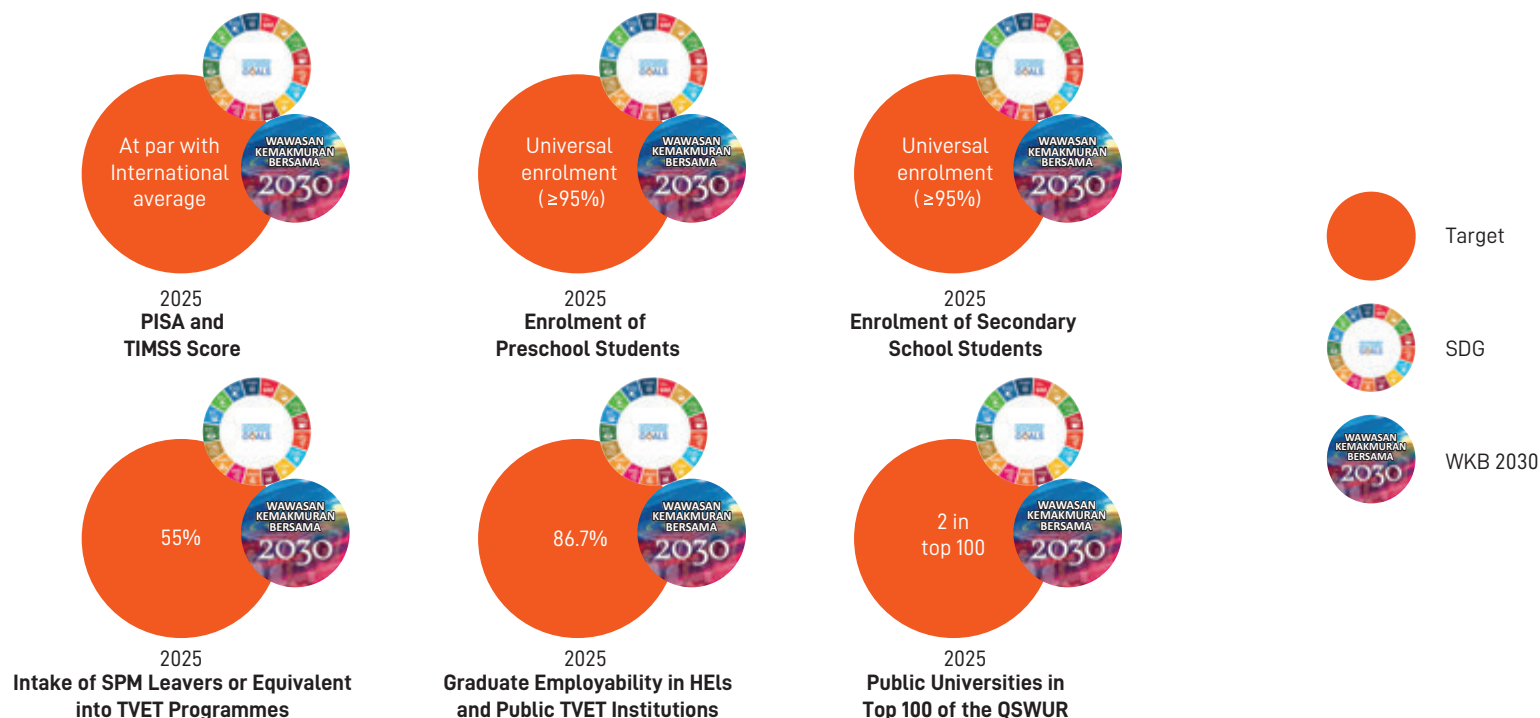 At par with
International
average
WAWASAN
KEMAKMURAN
BERSAMA
2030
2025
PISA and
TIMSS Score
Universal
enrolment
(≥95%)
WAWASAN
KEMAKMURAN
BERSAMA
2030
2025
Enrolment of
Preschool Students
Universal
enrolment
(≥95%)
WAWASAN
KEMAKMURAN
BERSAMA
2030
2025
Enrolment of Secondary
School Students
55%
WAWASAN
KEMAKMURAN
BERSAMA
2030
2025
Intake of SPM Leavers or Equivalent
into TVET Programmes
86.7%
WAWASAN
KEMAKMURAN
BERSAMA
2030
2025
Graduate Employability in HEIs
and Public TVET Institutions
2 in
top 100
WAWASAN
KEMAKMURAN
BERSAMA
2030
2025
Public Universities in
Top 100 of the QSWUR
Target
SDG
WAWASAN
KEMAKMURAN
BERSAMA
2030
WKB 2030